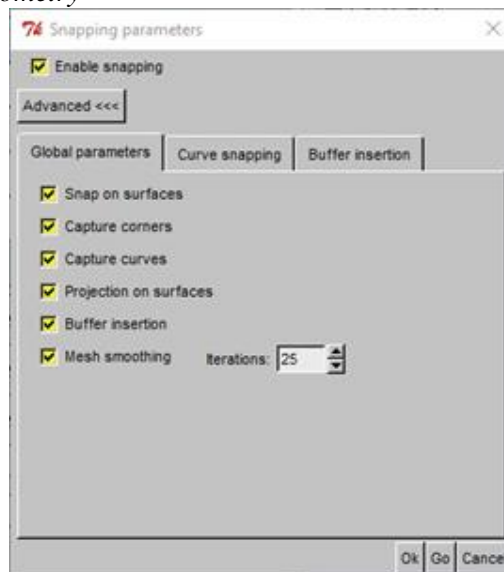 ometry
Snapping parameters
Enable snapping
Advanced <<<
Global parameters Curve snapping Buffer insertion
Snap on surfaces
Capture corners
Capture curves
Projection on surfaces
Buffer insertion
Mesh smoothing Iterations: 25
Ok Go Cance